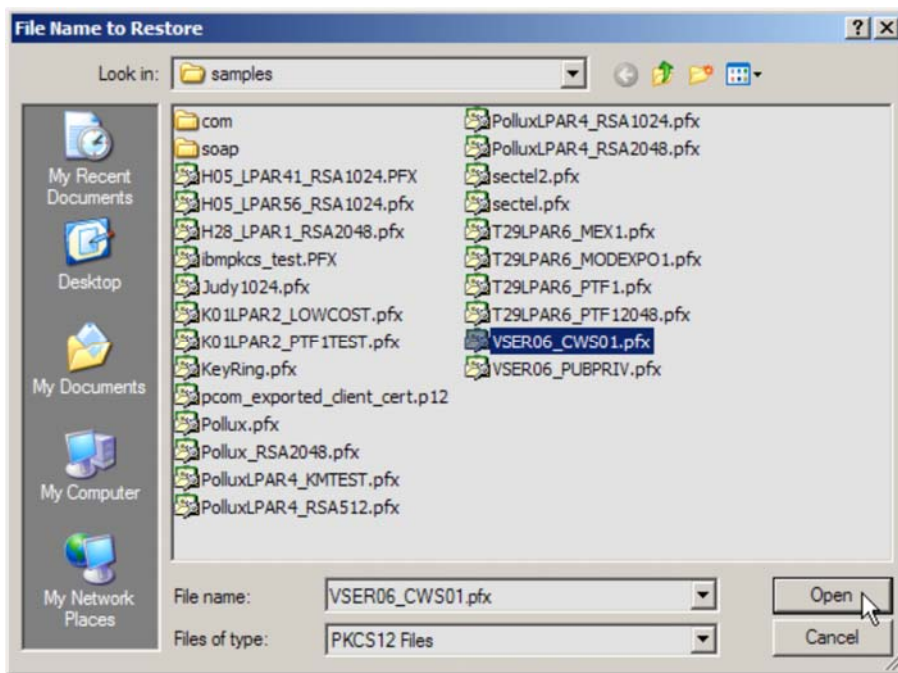 File Name to Restore
Look in: samples
My Recent
Documents
Desktop
My Documents
My Computer
My Network
Places
com
soap
H05_LPAR41_RSA1024.PFX
H05_LPAR56_RSA1024.pfx
H28_LPAR1_RSA2048.pfx
ibmpkcs_test.PFX
Judy1024.pfx
K01LPAR2_LOWCOST.pfx
K01LPAR2_PTF1TEST.pfx
KeyRing.pfx
pcom_exported_client_cert.p12
Pollux.pfx
Pollux_RSA2048.pfx
PolluxLPAR4_KMTEST.pfx
PolluxLPAR4_RSA512.pfx
PolluxLPAR4_RSA1024.pfx
PolluxLPAR4_RSA2048.pfx
sectel2.pfx
sectel.pfx
T29LPAR6_MEX1.pfx
T29LPAR6_MODEXPO1.pfx
T29LPAR6_PTF1.pfx
T29LPAR6_PTF12048.pfx
VSER06_CWS01.pfx
VSER06_PUBPRIV.pfx
File name: VSER06_CWS01.pfx Open
Files of type: PKCS12 Files Cancel